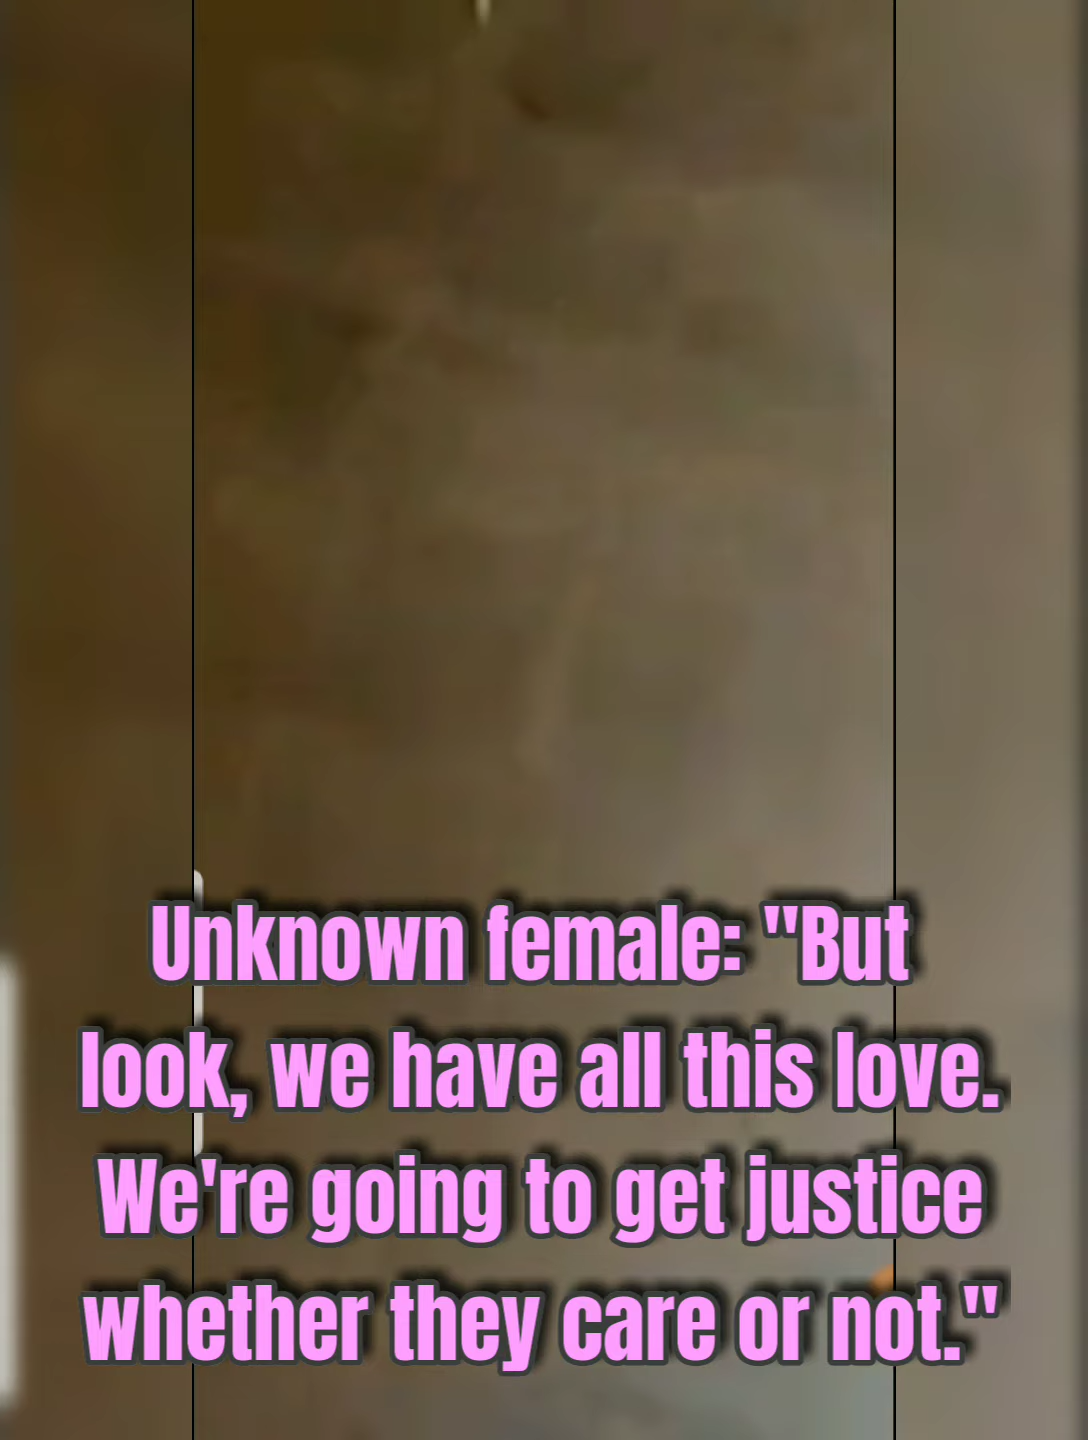 Unknown female: "But
look, we have all this love.
We're going to get justice
whether they care or not."